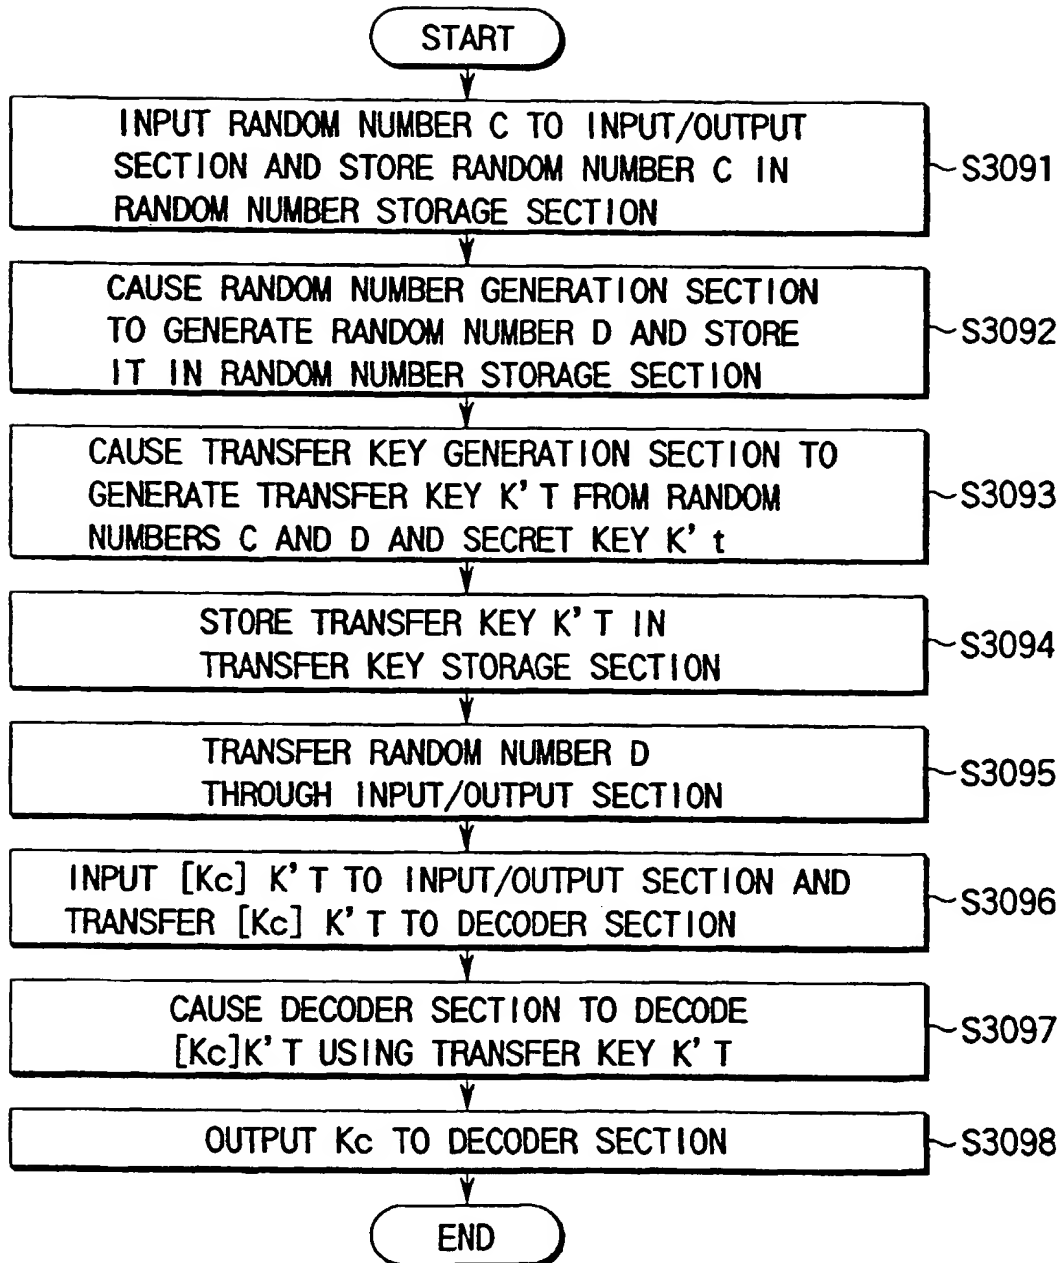 START
INPUT RANDOM NUMBER C TO INPUT/OUTPUT
SECTION AND STORE RANDOM NUMBER C IN
RANDOM NUMBER STORAGE SECTION
~S3091
CAUSE RANDOM NUMBER GENERATION SECTION
TO GENERATE RANDOM NUMBER D AND STORE
IT IN RANDOM NUMBER STORAGE SECTION
~S3092
CAUSE TRANSFER KEY GENERATION SECTION TO
GENERATE TRANSFER KEY K'T FROM RANDOM
NUMBERS C AND D AND SECRET KEY K't
~S3093
STORE TRANSFER KEY K'T IN
TRANSFER KEY STORAGE SECTION
~S3094
TRANSFER RANDOM NUMBER D
THROUGH INPUT/OUTPUT SECTION
~S3095
INPUT [Kc] K'T TO INPUT/OUTPUT SECTION AND
TRANSFER [Kc] K'T TO DECODER SECTION
~S3096
CAUSE DECODER SECTION TO DECODE
[Kc]K'T USING TRANSFER KEY K'T
~S3097
OUTPUT Kc TO DECODER SECTION
~S3098
END